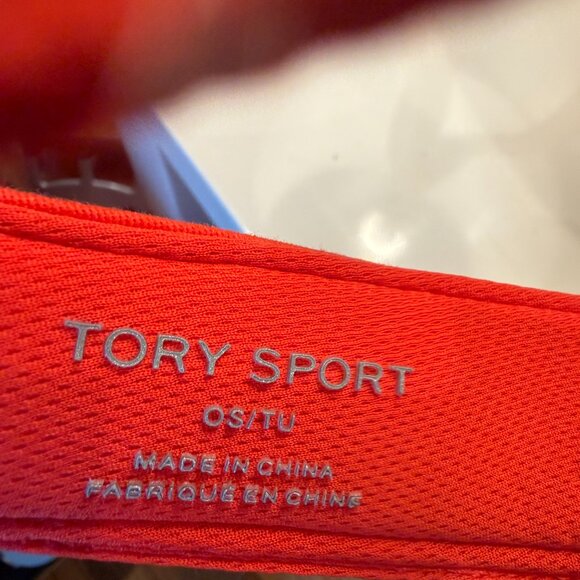 TORY SPORT
OS/TU
MADE IN CHINA
FABRIQUÉ EN CHINE